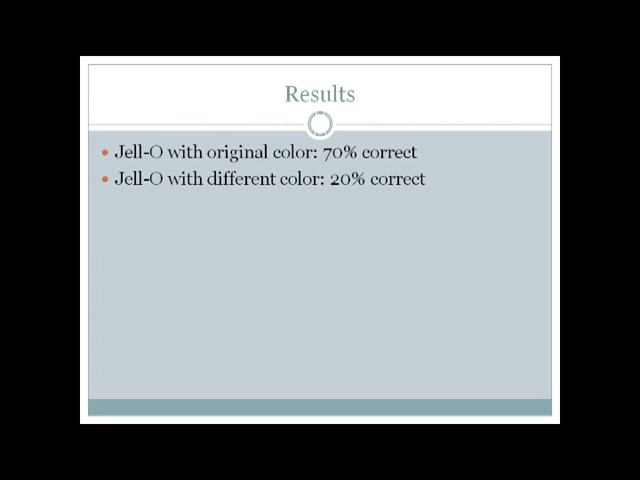 Results
• Jell-O with original color: 70% correct
• Jell-O with different color: 20% correct